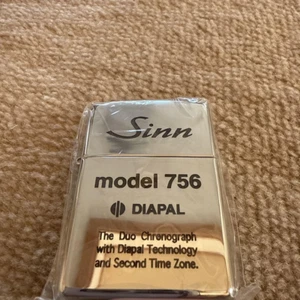 Sinn
model 756
DIAPAL
The Duo Chronograph
with Diapal Technology
and Second Time Zone.